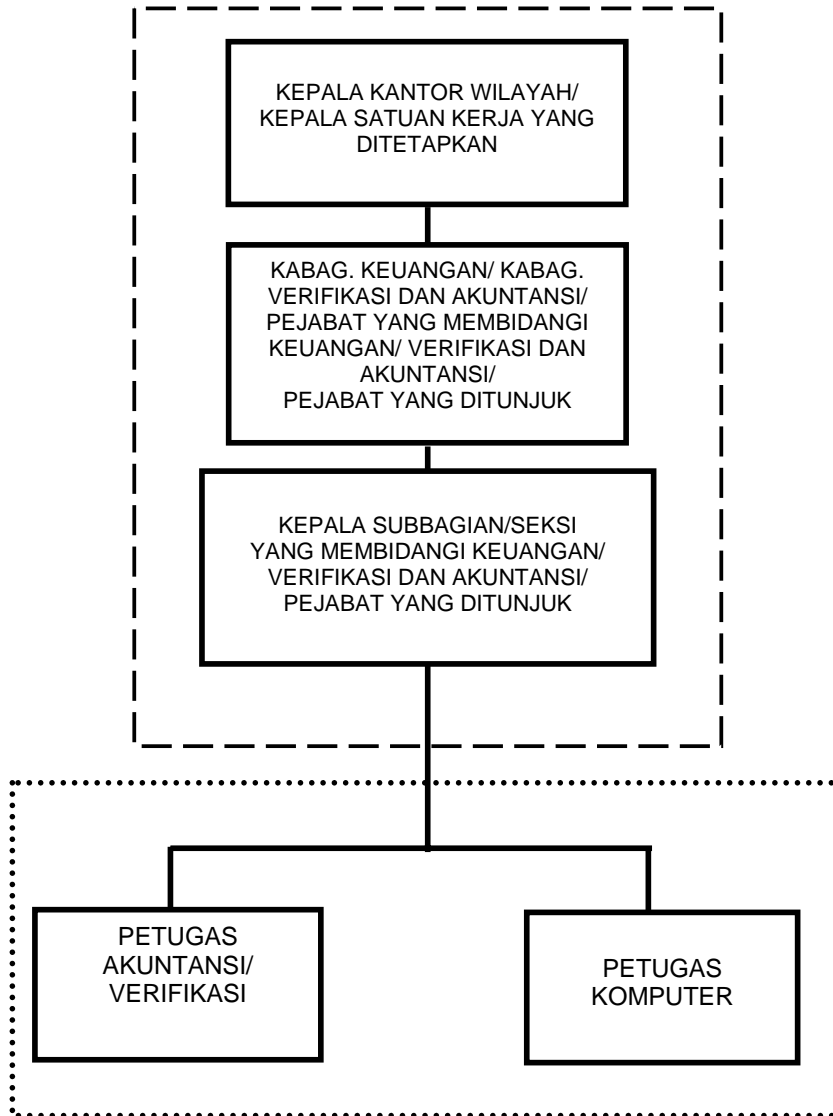 KEPALA KANTOR WILAYAH/
KEPALA SATUAN KERJA YANG
DITETAPKAN
KABAG. KEUANGAN/ KABAG.
VERIFIKASI DAN AKUNTANSI/
PEJABAT YANG MEMBIDANGI
KEUANGAN/ VERIFIKASI DAN
AKUNTANSI/
PEJABAT YANG DITUNJUK
KEPALA SUBBAGIAN/SEKSI
YANG MEMBIDANGI KEUANGAN/
VERIFIKASI DAN AKUNTANSI/
PEJABAT YANG DITUNJUK
PETUGAS
AKUNTANSI/
VERIFIKASI
PETUGAS
KOMPUTER